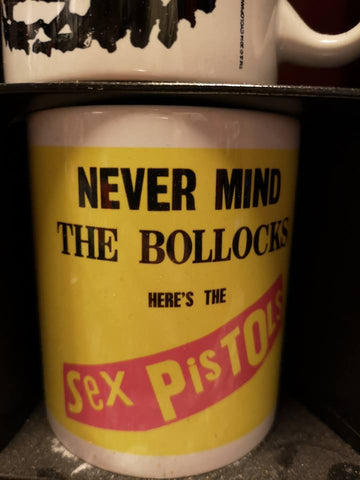 NEVER MIND
THE BOLLOCKS
HERE'S THE
Sex PisTOLs